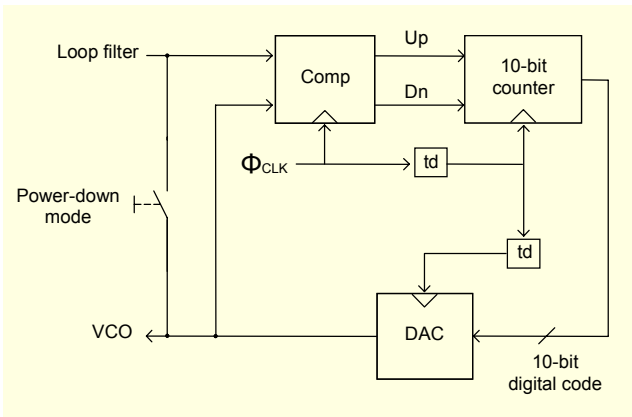 Loop filter
Comp
Up
Dn
10-bit
counter
ΦCLK
td
Power-down
mode
td
VCO
DAC
10-bit
digital code